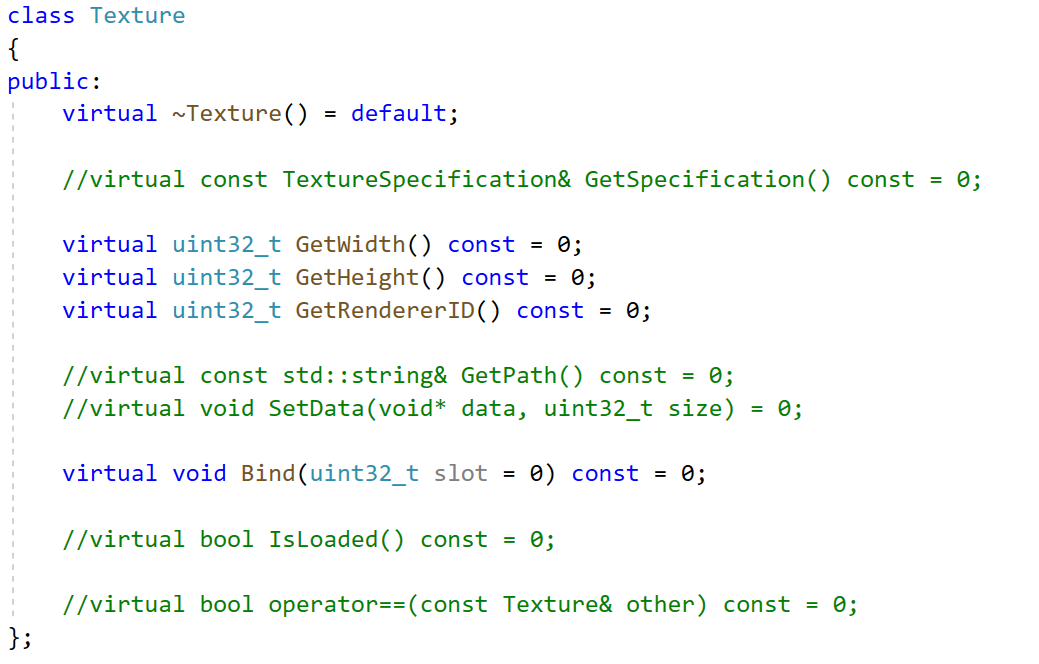 class Texture
{
public:
    virtual ~Texture() = default;

    //virtual const TextureSpecification& GetSpecification() const = 0;

    virtual uint32_t GetWidth() const = 0;
    virtual uint32_t GetHeight() const = 0;
    virtual uint32_t GetRendererID() const = 0;

    //virtual const std::string& GetPath() const = 0;
    //virtual void SetData(void* data, uint32_t size) = 0;

    virtual void Bind(uint32_t slot = 0) const = 0;

    //virtual bool IsLoaded() const = 0;

    //virtual bool operator==(const Texture& other) const = 0;
};